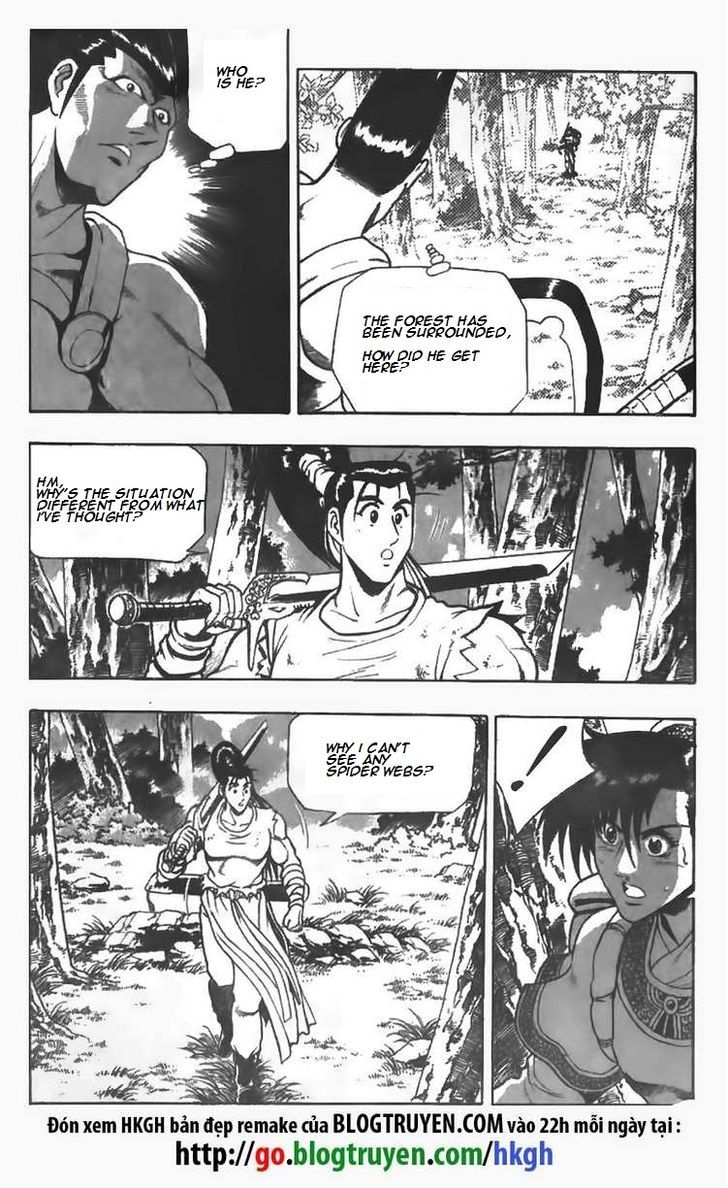 WHO
IS HE?
THE FOREST HAS
BEEN SURROUNDED,
HOW DID HE GET
HERE?
HM,
WHY'S THE SITUATION
DIFFERENT FROM WHAT
I'VE THOUGHT?
WHY I CAN'T
SEE ANY
SPIDER WEBS?
!
Đón xem HKGH bản đẹp remake của BLOGTRUYEN.COM vào 22h mỗi ngày tại :
http://go.blogtruyen.com/hkgh